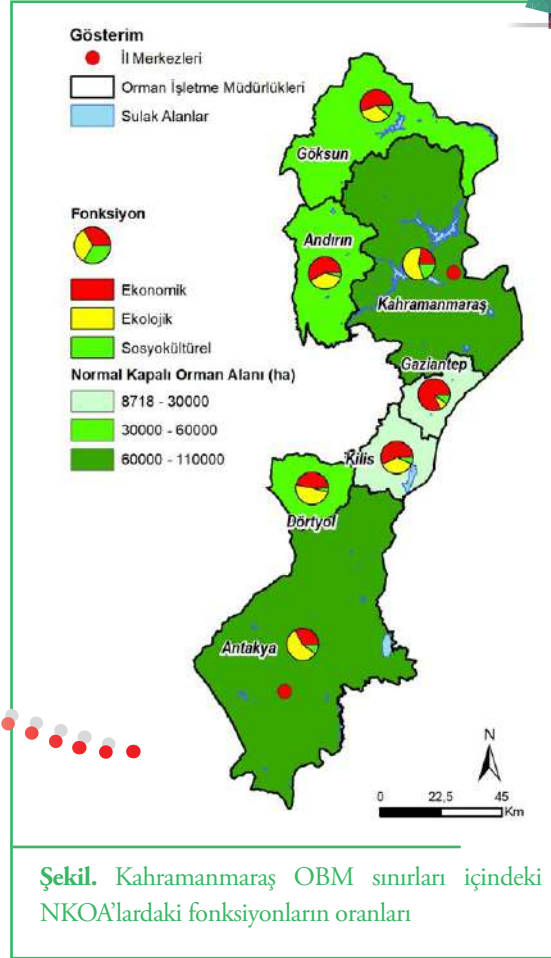 Gösterim
İl Merkezleri
Orman İşletme Müdürlükleri
Sulak Alanlar
Fonksiyon
Ekonomik
Ekolojik
Sosyokültürel
Normal Kapalı Orman Alanı (ha)
8718 - 30000
30000 - 60000
60000 - 110000
Göksun
Andırın
Kahramanmaraş
Gaziantep
Kilis
Dörtyol
Antakya
N
0 22,5 45
Km
Şekil. Kahramanmaraş OBM sınırları içindeki
NKOA'lardaki fonksiyonların oranları